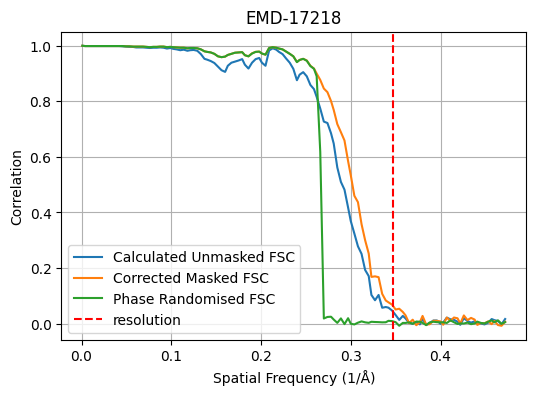 EMD-17218
1.0
0.8
0.6
0.4
0.2
0.0
Correlation
Calculated Unmasked FSC
Corrected Masked FSC
Phase Randomised FSC
resolution
0.0 0.1 0.2 0.3 0.4
Spatial Frequency (1/Å)